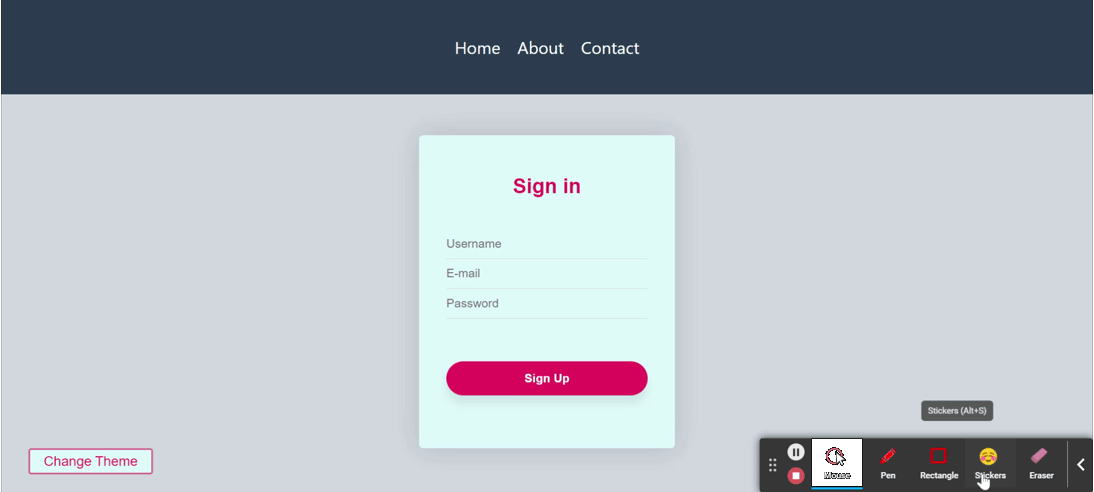 Home About Contact
Sign in
Username
E-mail
Password
Sign Up
Stickers (Alt+S)
Change Theme
Mouse Pen Rectangle Stickers Eraser